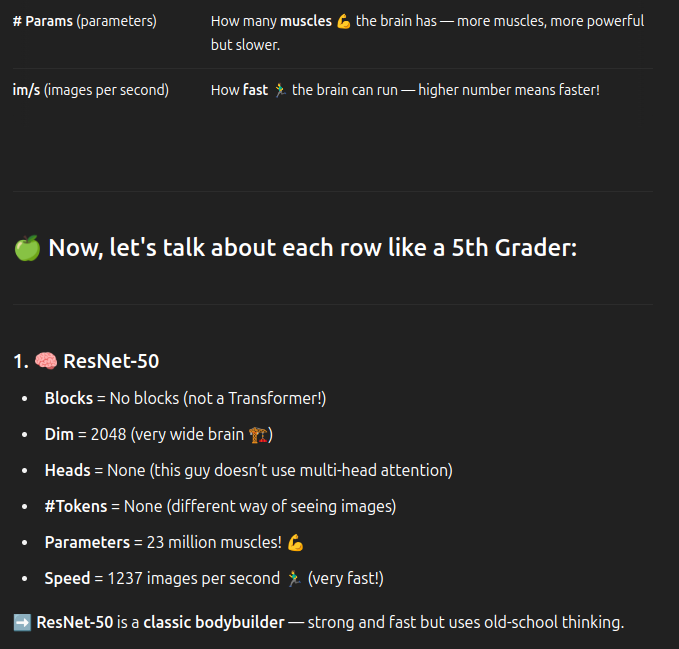 # Params (parameters) How many muscles 💪 the brain has — more muscles, more powerful
but slower.
im/s (images per second) How fast 🏃 the brain can run — higher number means faster!
🍏 Now, let's talk about each row like a 5th Grader:
1. 🧠 ResNet-50
• Blocks = No blocks (not a Transformer!)
• Dim = 2048 (very wide brain 🏗️)
• Heads = None (this guy doesn’t use multi-head attention)
• #Tokens = None (different way of seeing images)
• Parameters = 23 million muscles! 💪
• Speed = 1237 images per second 🏃 (very fast!)
➡️ ResNet-50 is a classic bodybuilder — strong and fast but uses old-school thinking.